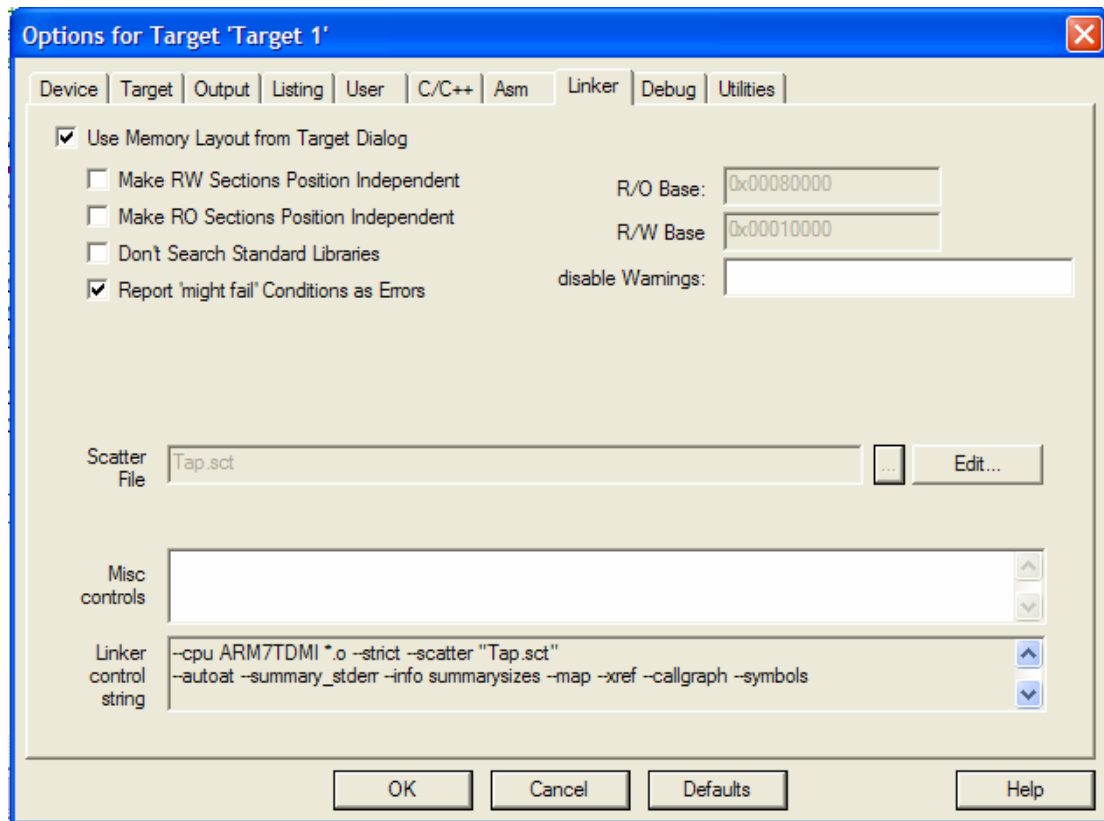 Options for Target 'Target 1'
Device Target Output Listing User C/C++ Asm Linker Debug Utilities
Use Memory Layout from Target Dialog
Make RW Sections Position Independent
Make RO Sections Position Independent
Don't Search Standard Libraries
Report 'might fail' Conditions as Errors
R/O Base: 0x00080000
R/W Base 0x00010000
disable Warnings:
Scatter
File
Tap.sct
...
Edit...
Misc
controls
Linker
control
string
--cpu ARM7TDMI *.o --strict --scatter "Tap.sct"
--autoat --summary_stderr --info summarysizes --map --xref --callgraph --symbols
OK Cancel Defaults Help